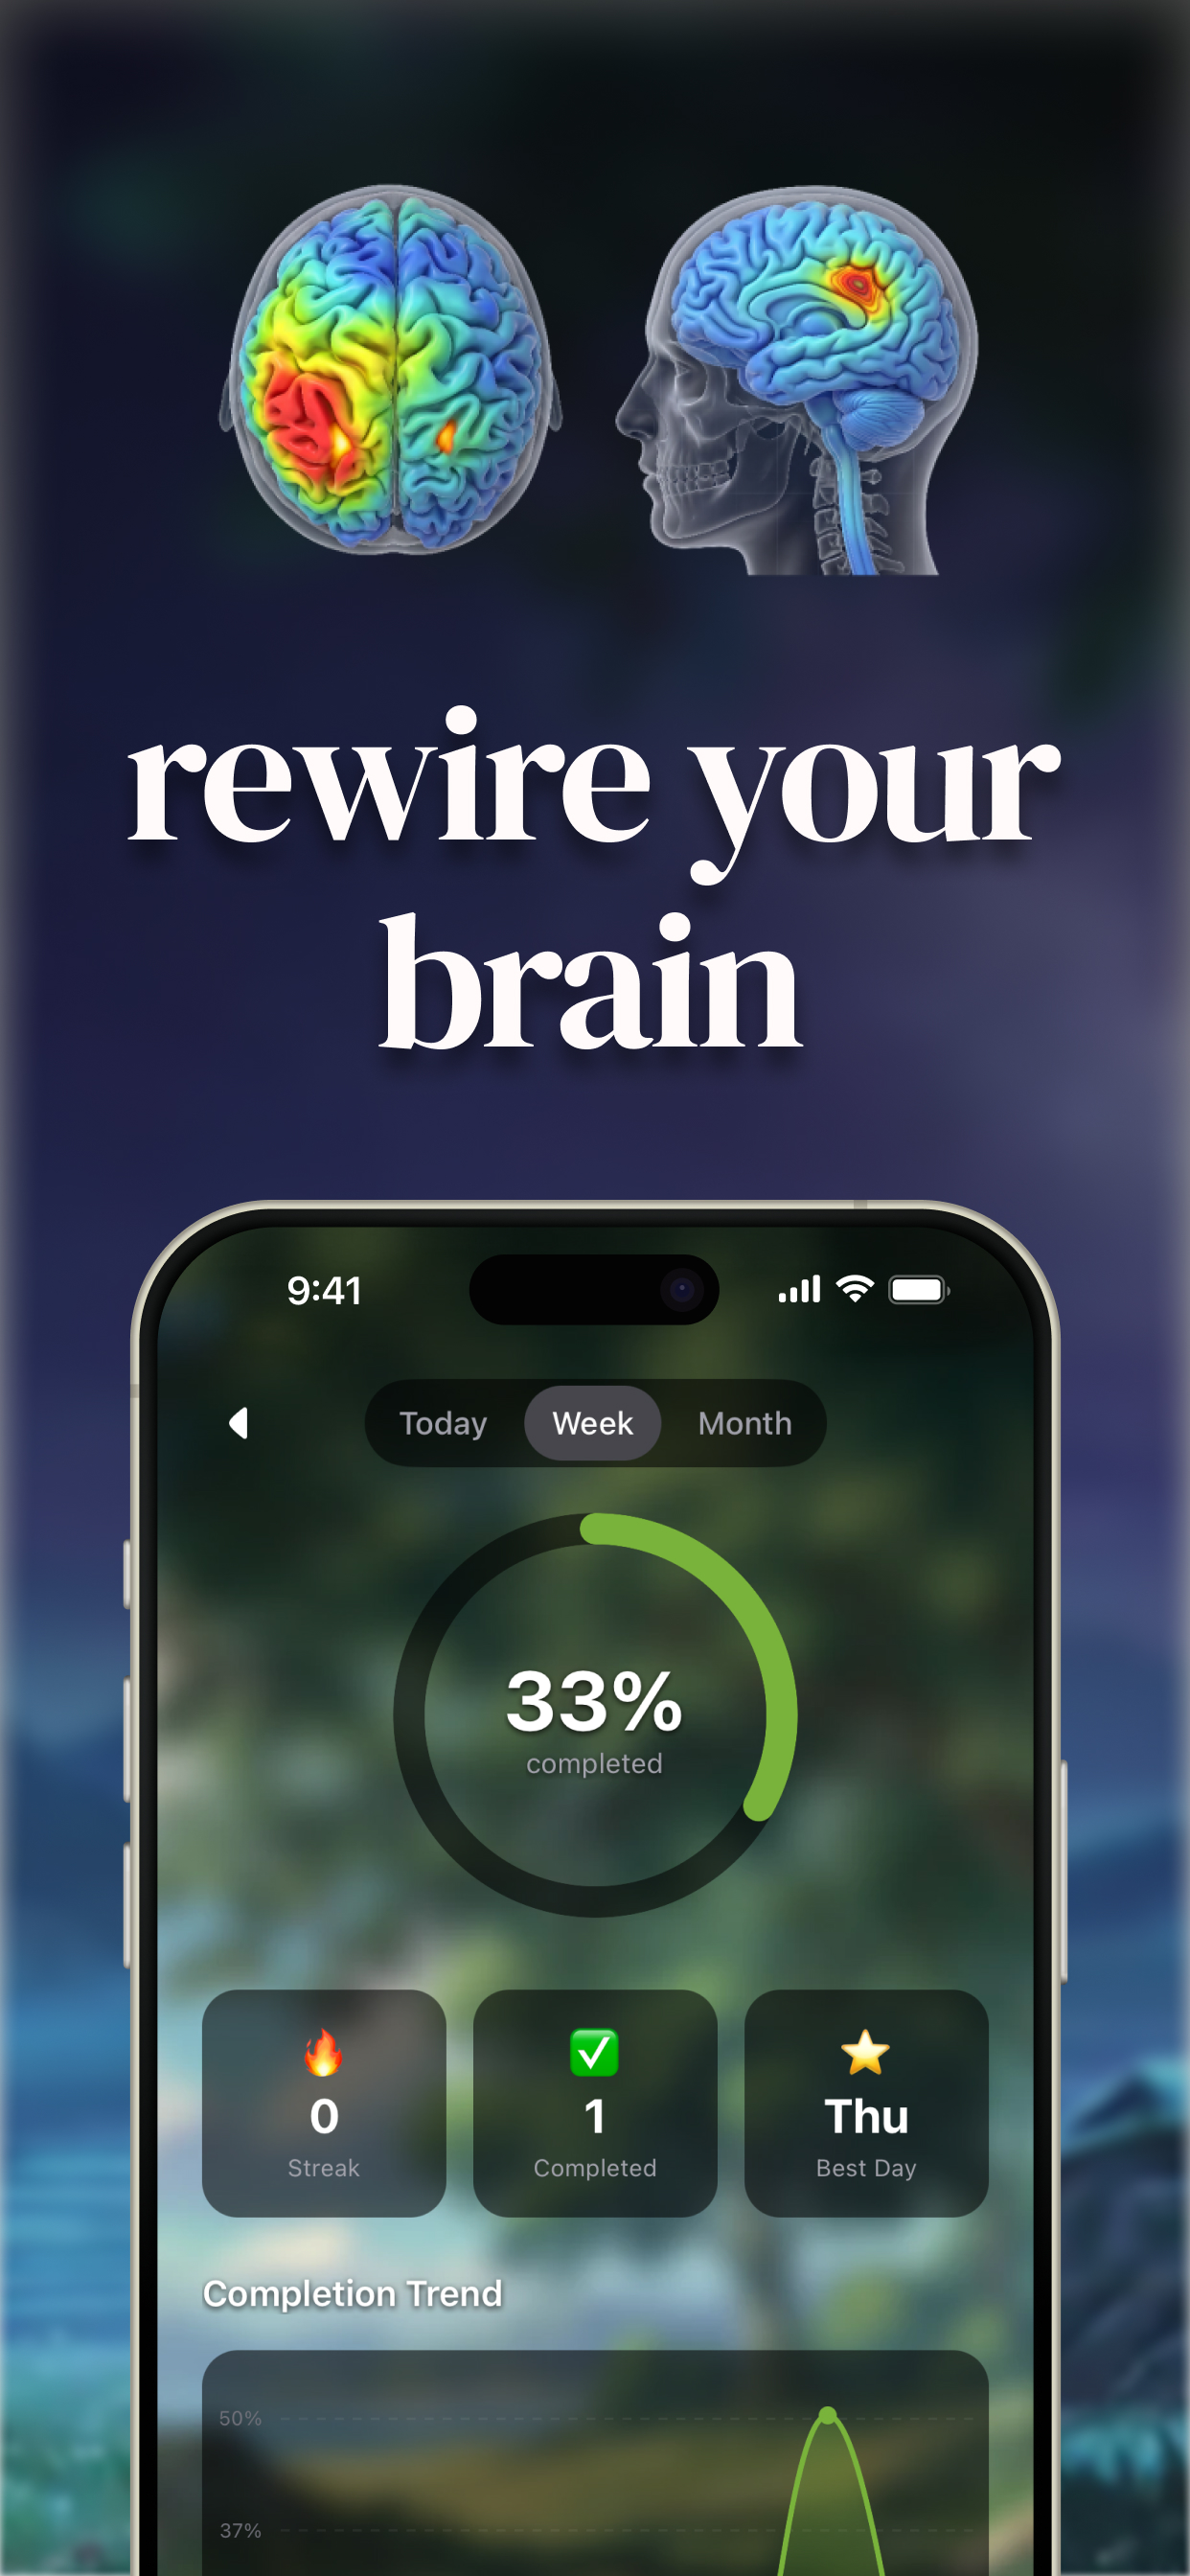 rewire your
brain
9:41
Today Week Month
33%
completed
0 1 Thu
Streak Completed Best Day
Completion Trend
50%
37%